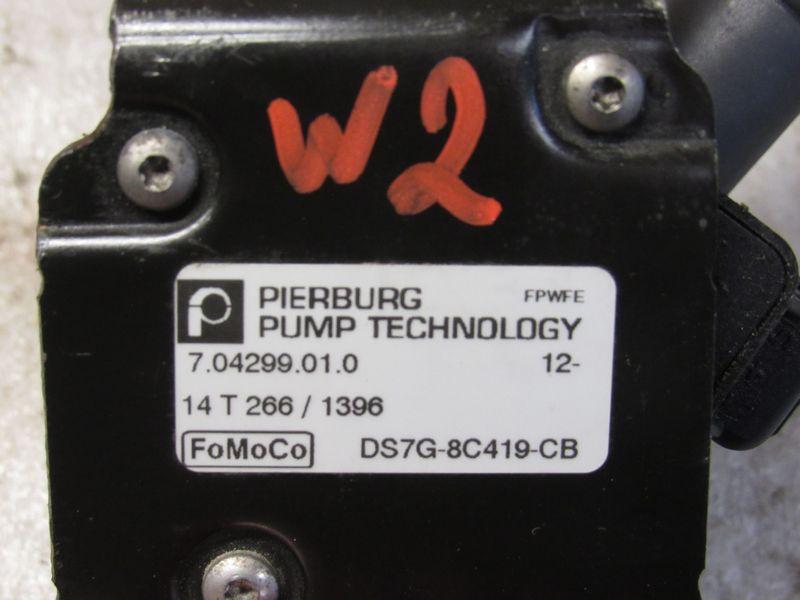 W2
PIERBURG FPWFE
PUMP TECHNOLOGY
7.04299.01.0 12-
14 T 266 / 1396
FoMoCo DS7G-8C419-CB